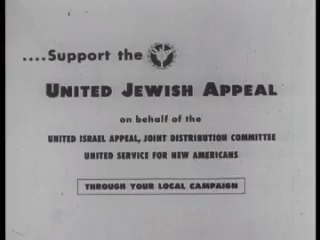 ....Support the
UNITED JEWISH APPEAL
on behalf of the
UNITED ISRAEL APPEAL, JOINT DISTRIBUTION COMMITTEE
UNITED SERVICE FOR NEW AMERICANS
THROUGH YOUR LOCAL CAMPAIGN